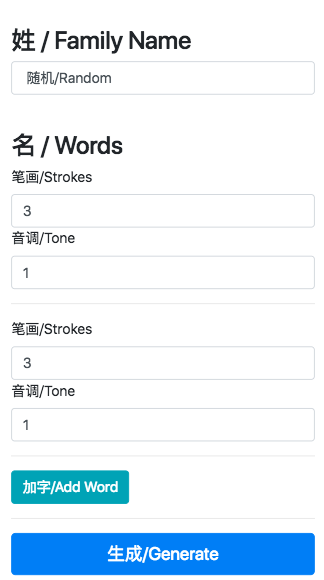 姓 / Family Name
随机/Random
名 / Words
笔画/Strokes
3
音调/Tone
1
笔画/Strokes
3
音调/Tone
1
加字/Add Word
生成/Generate